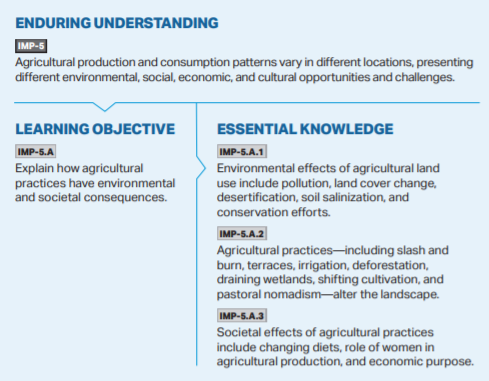 ENDURING UNDERSTANDING
IMP-5
Agricultural production and consumption patterns vary in different locations, presenting
different environmental, social, economic, and cultural opportunities and challenges.
LEARNING OBJECTIVE
IMP-5.A
Explain how agricultural
practices have environmental
and societal consequences.
ESSENTIAL KNOWLEDGE
IMP-5.A.1
Environmental effects of agricultural land
use include pollution, land cover change,
desertification, soil salinization, and
conservation efforts.
IMP-5.A.2
Agricultural practices—including slash and
burn, terraces, irrigation, deforestation,
draining wetlands, shifting cultivation, and
pastoral nomadism—alter the landscape.
IMP-5.A.3
Societal effects of agricultural practices
include changing diets, role of women in
agricultural production, and economic purpose.